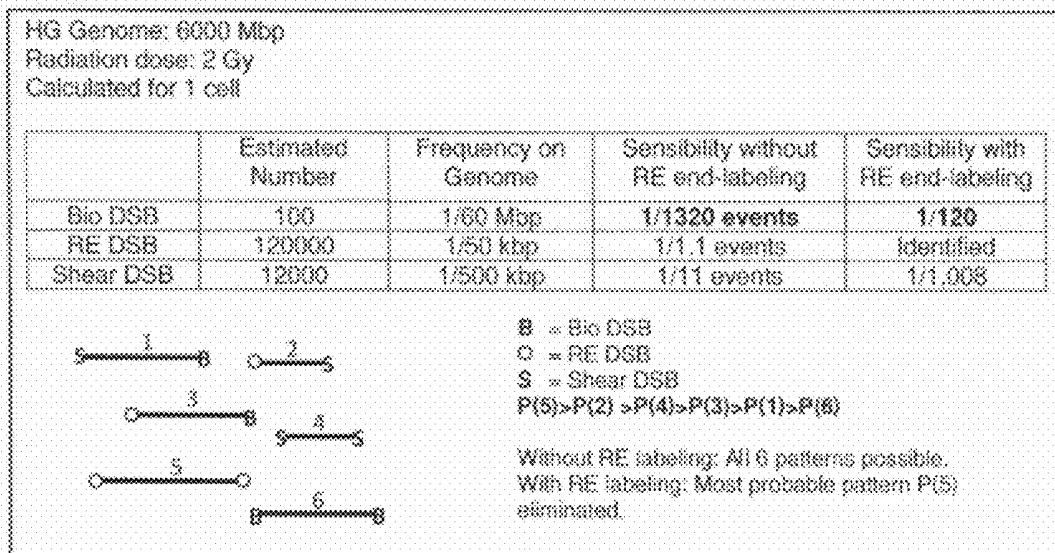 HG Genome: 6000 Mbp
Radiation dose: 2 Gy
Calculated for 1 cell
Estimated Number
Frequency on Genome
Sensibility without RE end-labeling
Sensibility with RE end-labeling
Bio DSB 100 1/60 Mbp 1/1320 events 1/120
RE DSB 120000 1/50 kbp 1/1.1 events Identified
Shear DSB 12000 1/500 kbp 1/11 events 1/1.008
B = Bio DSB
O = RE DSB
S = Shear DSB
P(5)>P(2) >P(4)>P(3)>P(1)>P(6)
Without RE labeling: All 6 patterns possible.
With RE labeling: Most probable pattern P(5)
eliminated.
S 1 B
O 2 S
O 3 B
S 4 S
O 5 O
B 6 B